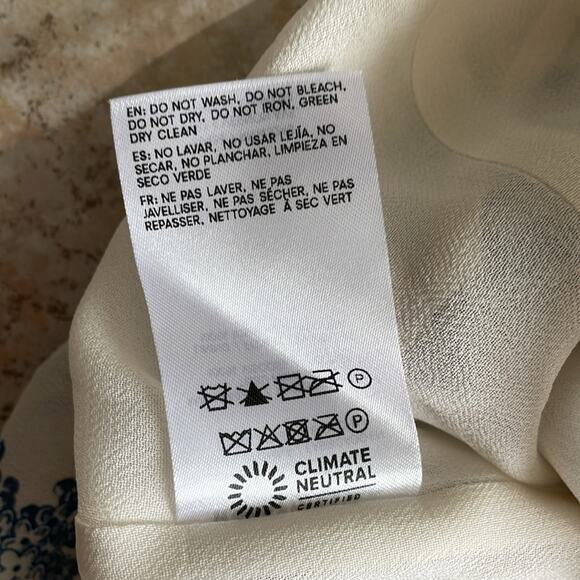 EN: DO NOT WASH, DO NOT BLEACH,
DO NOT DRY, DO NOT IRON, GREEN
DRY CLEAN
ES: NO LAVAR, NO USAR LEJÍA, NO
SECAR, NO PLANCHAR, LIMPIEZA EN
SECO VERDE
FR: NE PAS LAVER, NE PAS
JAVELLISER, NE PAS SÉCHER, NE PAS
REPASSER, NETTOYAGE À SEC VERT
P
P
CLIMATE
NEUTRAL
CERTIFIED